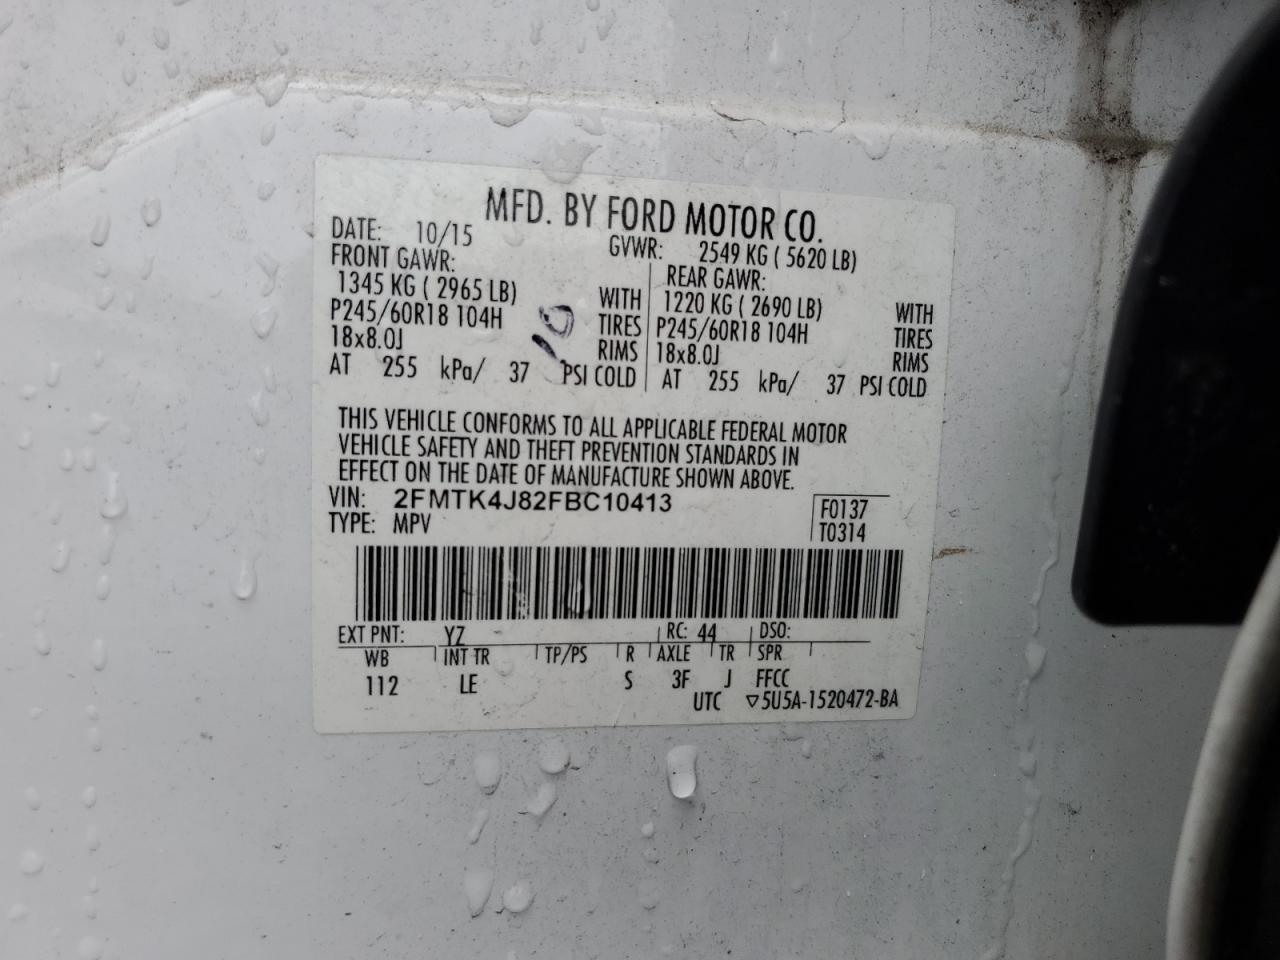 MFD. BY FORD MOTOR CO.
DATE: 10/15 GVWR: 2549 KG ( 5620 LB)
FRONT GAWR: REAR GAWR:
1345 KG ( 2965 LB) WITH 1220 KG ( 2690 LB) WITH
P245/60R18 104H TIRES P245/60R18 104H TIRES
18x8.0J RIMS 18x8.0J RIMS
AT 255 kPa/ 37 PSI COLD AT 255 kPa/ 37 PSI COLD
THIS VEHICLE CONFORMS TO ALL APPLICABLE FEDERAL MOTOR
VEHICLE SAFETY AND THEFT PREVENTION STANDARDS IN
EFFECT ON THE DATE OF MANUFACTURE SHOWN ABOVE.
VIN: 2FMTK4J82FBC10413 F0137
TYPE: MPV T0314
EXT PNT: YZ RC: 44 DSO:
WB INT TR TP/PS R AXLE TR SPR
112 LE S 3F J FFCC
UTC ▽5U5A-1520472-BA